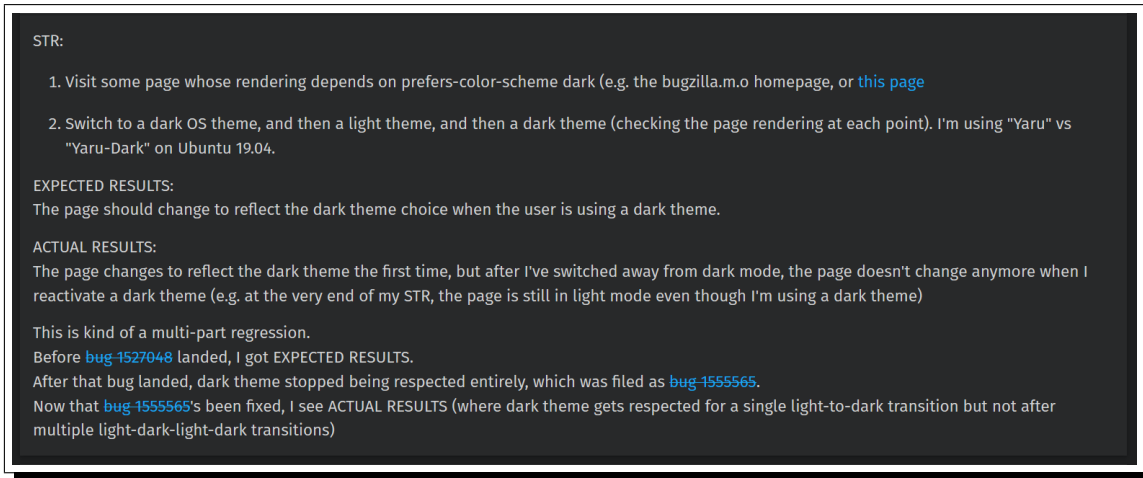 STR:
1. Visit some page whose rendering depends on prefers-color-scheme dark (e.g. the bugzilla.m.o homepage, or this page
2. Switch to a dark OS theme, and then a light theme, and then a dark theme (checking the page rendering at each point). I'm using "Yaru" vs
"Yaru-Dark" on Ubuntu 19.04.
EXPECTED RESULTS:
The page should change to reflect the dark theme choice when the user is using a dark theme.
ACTUAL RESULTS:
The page changes to reflect the dark theme the first time, but after I've switched away from dark mode, the page doesn't change anymore when I
reactivate a dark theme (e.g. at the very end of my STR, the page is still in light mode even though I'm using a dark theme)
This is kind of a multi-part regression.
Before bug 1527048 landed, I got EXPECTED RESULTS.
After that bug landed, dark theme stopped being respected entirely, which was filed as bug 1555565.
Now that bug 1555565's been fixed, I see ACTUAL RESULTS (where dark theme gets respected for a single light-to-dark transition but not after
multiple light-dark-light-dark transitions)